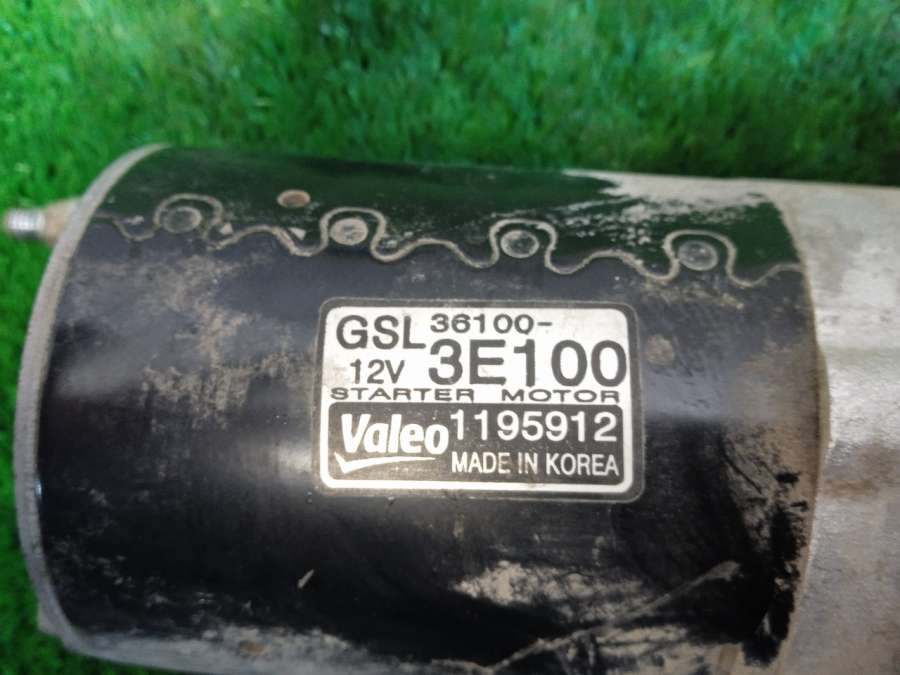 GSL 36100-
12V 3E100
STARTER MOTOR
Valeo 1195912
MADE IN KOREA